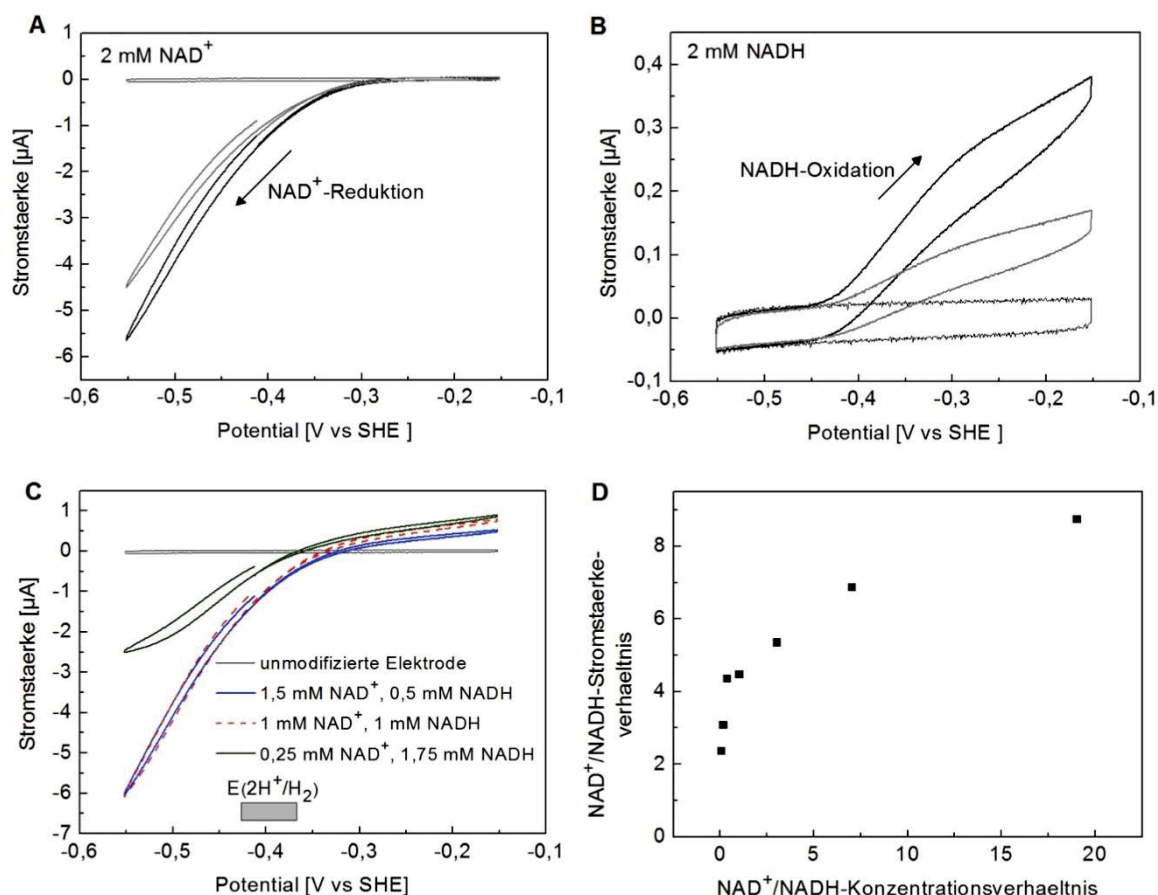 A
2 mM NAD⁺
Stromstaerke [µA]
1
0
-1
-2
-3
-4
-5
-6
NAD⁺-Reduktion
-0,6 -0,5 -0,4 -0,3 -0,2 -0,1
Potential [V vs SHE ]
B
2 mM NADH
Stromstaerke [µA]
0,4
0,3
0,2
0,1
0,0
-0,1
NADH-Oxidation
-0,6 -0,5 -0,4 -0,3 -0,2 -0,1
Potential [V vs SHE ]
C
Stromstaerke [µA]
1
0
-1
-2
-3
-4
-5
-6
-7
unmodifizierte Elektrode
1,5 mM NAD⁺, 0,5 mM NADH
1 mM NAD⁺, 1 mM NADH
0,25 mM NAD⁺, 1,75 mM NADH
E(2H⁺/H₂)
-0,6 -0,5 -0,4 -0,3 -0,2 -0,1
Potential [V vs SHE]
D
NAD⁺/NADH-Stromstaerke-
verhaeltnis
8
6
4
2
0
0 5 10 15 20
NAD⁺/NADH-Konzentrationsverhaeltnis